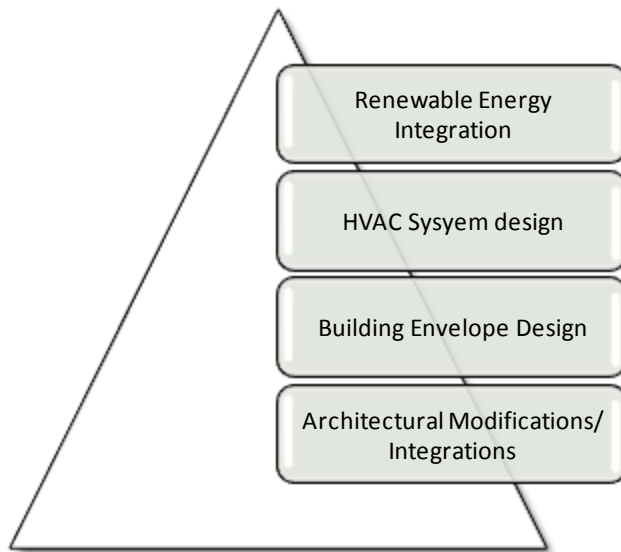 Renewable Energy
Integration
HVAC Sysyem design
Building Envelope Design
Architectural Modifications/
Integrations